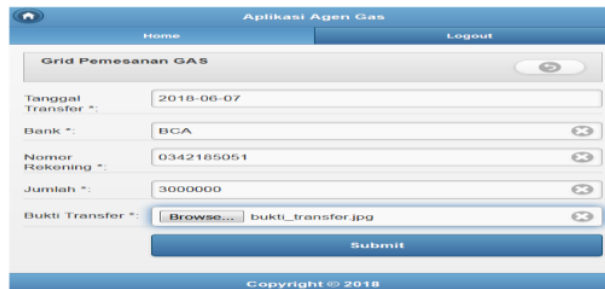 Aplikasi Agen Gas
Home Logout
Grid Pemesanan GAS
Tanggal
Transfer *: 2018-06-07
Bank *: BCA
Nomor
Rekening *: 0342185051
Jumlah *: 3000000
Bukti Transfer *: Browse... bukti_transfer.jpg
Submit
Copyright © 2018